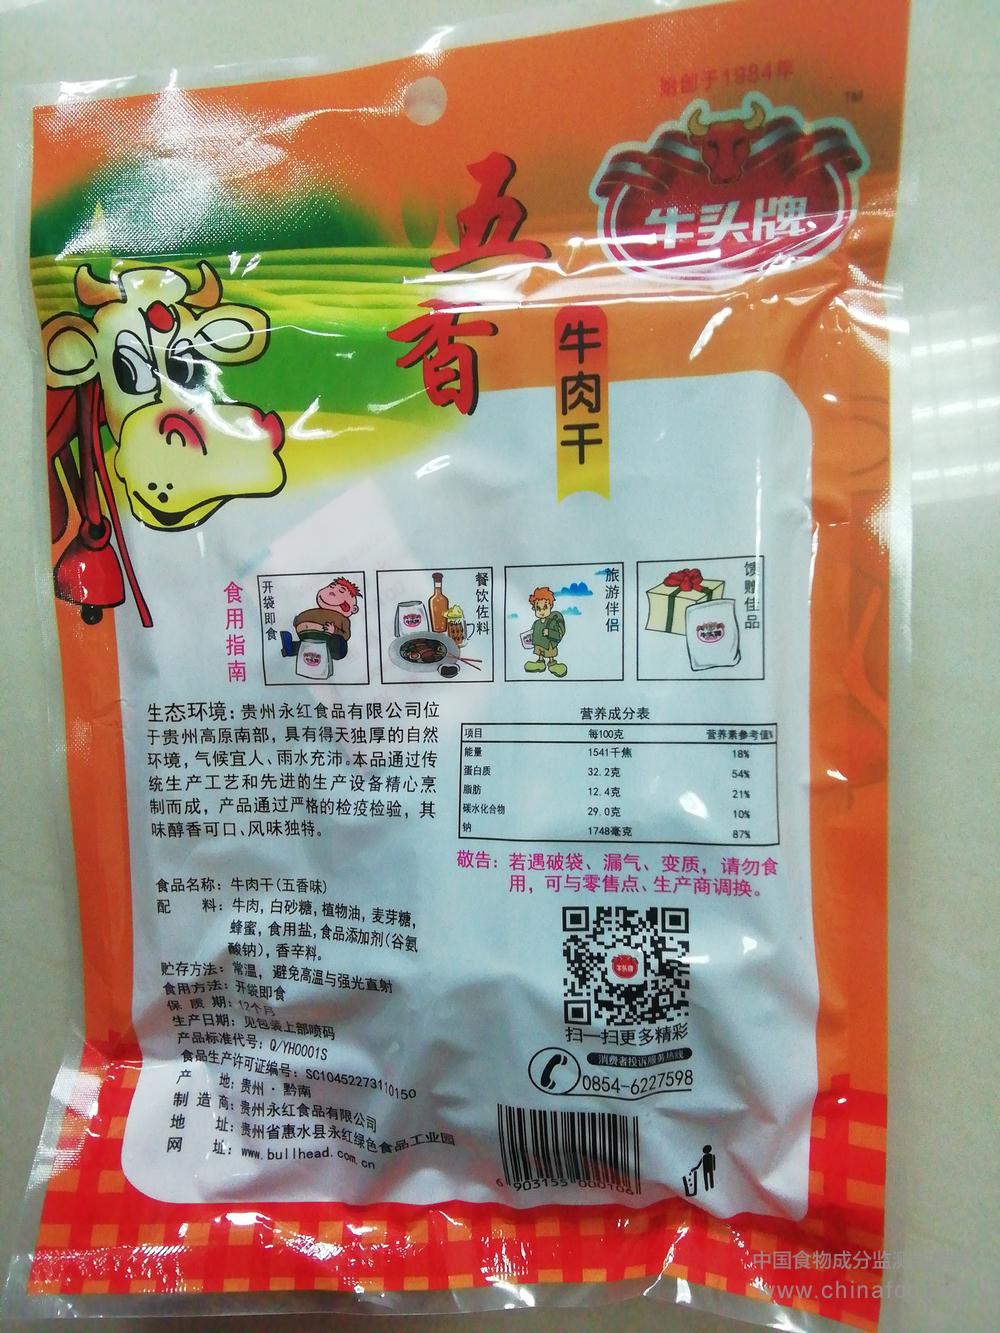 始创于1984年
TM
牛头牌
五香
牛肉干
食用指南
开袋即食
餐饮佐料
旅游伴侣
馈赠佳品
生态环境：贵州永红食品有限公司位
于贵州高原南部，具有得天独厚的自然
环境，气候宜人、雨水充沛。本品通过传
统生产工艺和先进的生产设备精心烹
制而成，产品通过严格的检疫检验，其
味醇香可口、风味独特。
营养成分表
项目 每100克 营养素参考值%
能量 1541千焦 18%
蛋白质 32.2克 54%
脂肪 12.4克 21%
碳水化合物 29.0克 10%
钠 1748毫克 87%
敬告：若遇破袋、漏气、变质，请勿食
用，可与零售点、生产商调换。
食品名称：牛肉干(五香味)
配 料：牛肉，白砂糖，植物油，麦芽糖，
蜂蜜，食用盐，食品添加剂(谷氨
酸钠)，香辛料。
贮存方法：常温，避免高温与强光直射
食用方法：开袋即食
保 质 期：12个月
生产日期：见包装上部喷码
产品标准代号：Q/YH0001S
食品生产许可证编号：SC10452273110150
产 地：贵州·黔南
制 造 商：贵州永红食品有限公司
地 址：贵州省惠水县永红绿色食品工业园
网 址：www.bullhead.com.cn
牛头牌
扫一扫更多精彩
消费者投诉服务热线
0854-6227598
6 903155 000106
中国食物成分监测
www.chinafo